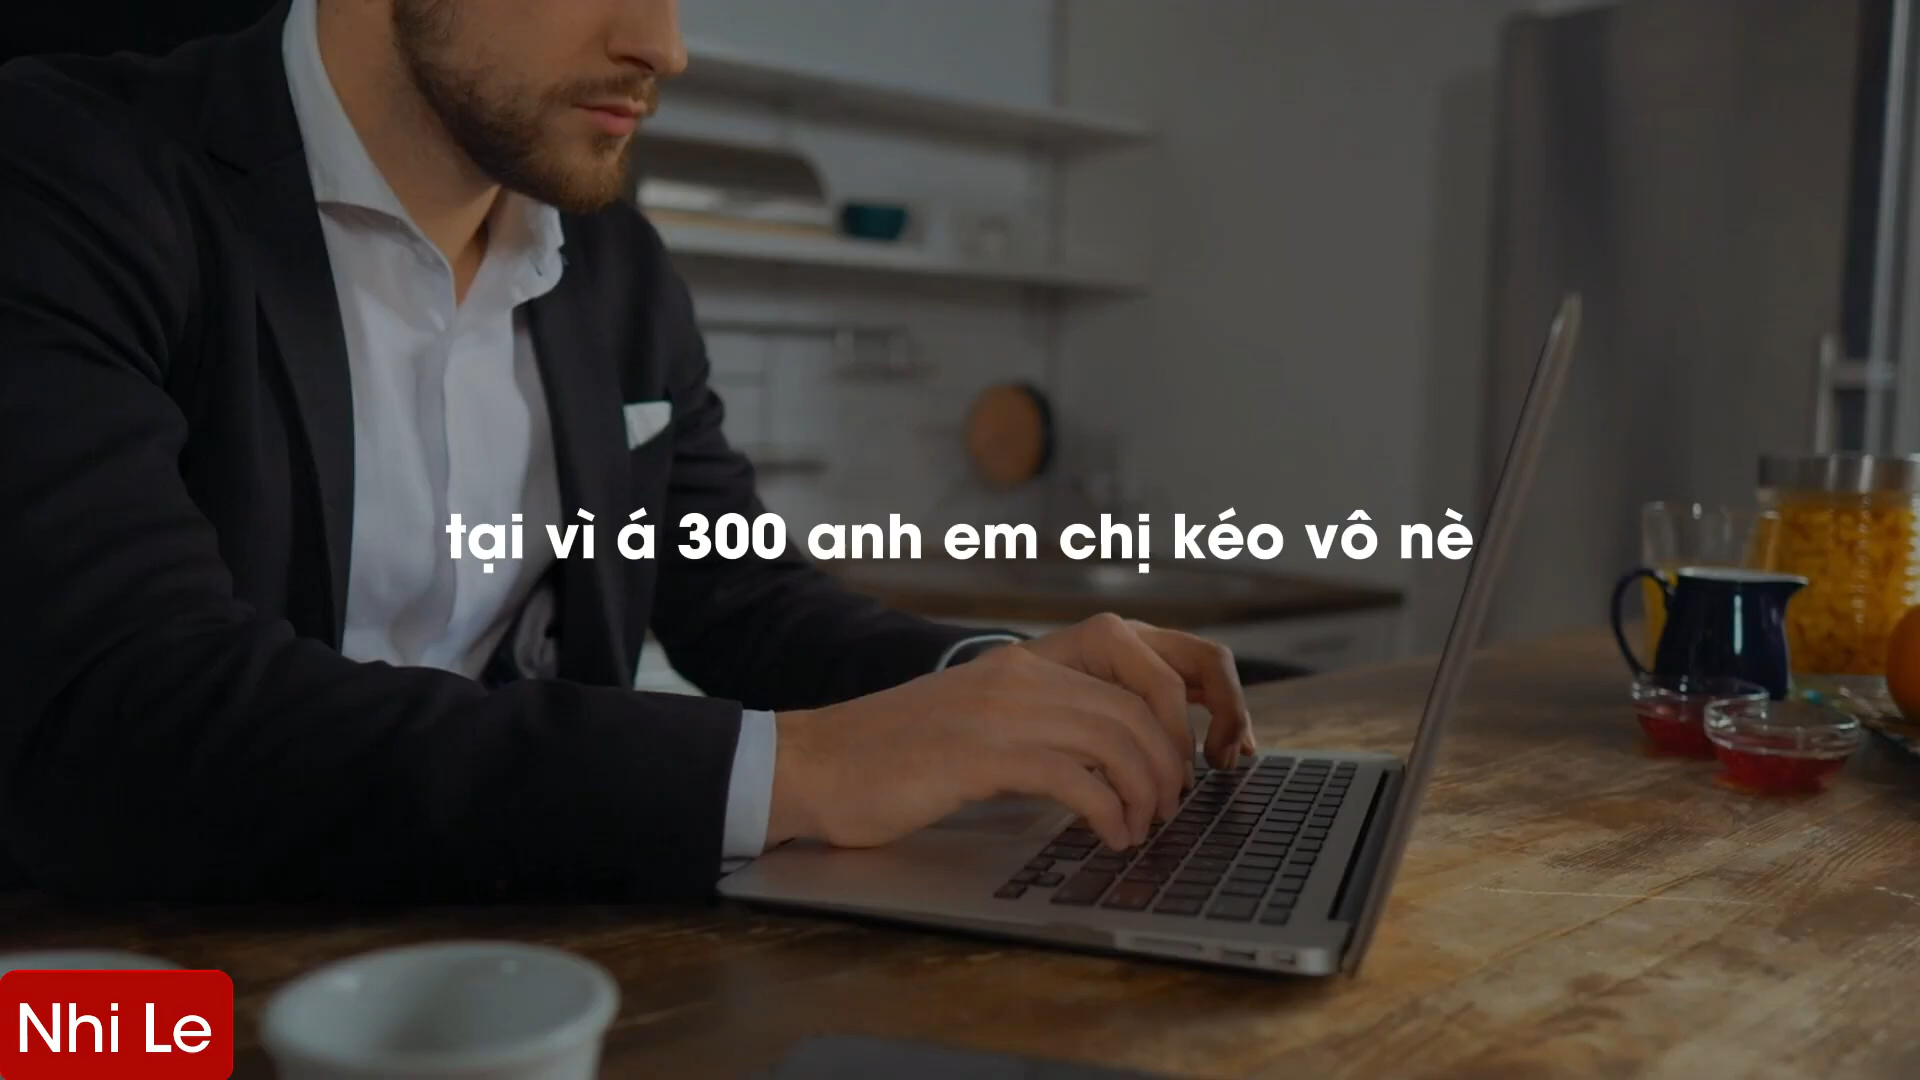 tại vì á 300 anh em chị kéo vô nè
Nhi Le